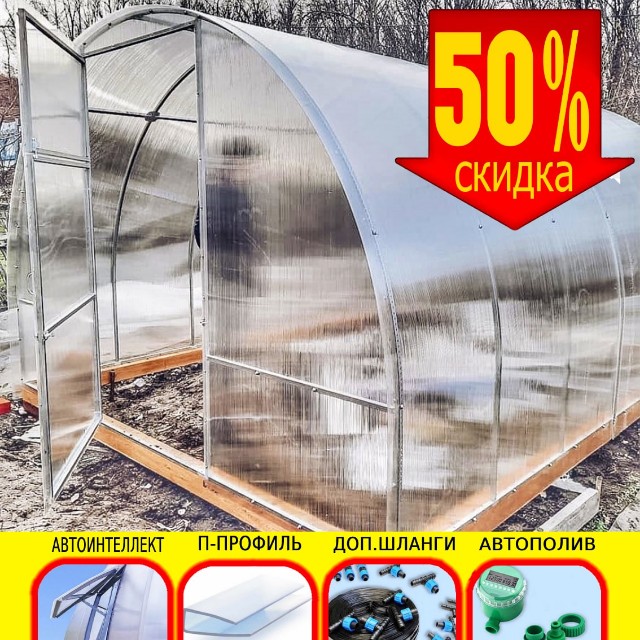 50%
скидка
АВТОИНТЕЛЛЕКТ
П-ПРОФИЛЬ
ДОП.ШЛАНГИ
АВТОПОЛИВ